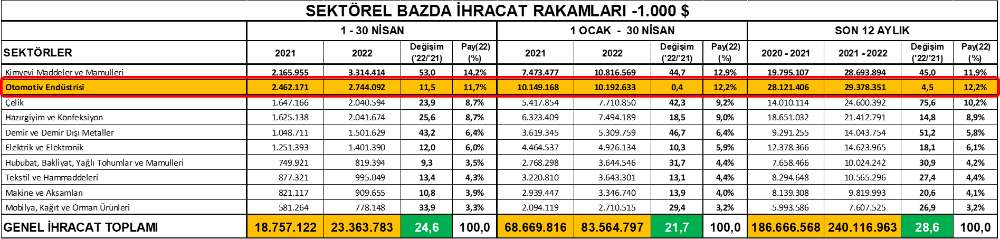 SEKTÖREL BAZDA İHRACAT RAKAMLARI -1.000 $
1 - 30 NİSAN 1 OCAK - 30 NİSAN SON 12 AYLIK
SEKTÖRLER 2021 2022 Değişim ('22/'21) Pay(22) (%) 2021 2022 Değişim ('22/'21) Pay(22) (%) 2020 - 2021 2021 - 2022 Değişim ('22/'21) Pay(22) (%)
Kimyevi Maddeler ve Mamulleri 2.165.955 3.314.414 53,0 14,2% 7.473.477 10.816.569 44,7 12,9% 19.795.107 28.693.894 45,0 11,9%
Otomotiv Endüstrisi 2.462.171 2.744.092 11,5 11,7% 10.149.168 10.192.633 0,4 12,2% 28.121.406 29.378.351 4,5 12,2%
Çelik 1.647.166 2.040.594 23,9 8,7% 5.417.854 7.710.850 42,3 9,2% 14.010.114 24.600.392 75,6 10,2%
Hazırgiyim ve Konfeksiyon 1.625.138 2.041.674 25,6 8,7% 6.323.409 7.494.189 18,5 9,0% 18.651.032 21.412.791 14,8 8,9%
Demir ve Demir Dışı Metaller 1.048.711 1.501.629 43,2 6,4% 3.619.345 5.309.759 46,7 6,4% 9.291.255 14.043.754 51,2 5,8%
Elektrik ve Elektronik 1.251.393 1.401.390 12,0 6,0% 4.464.537 4.926.134 10,3 5,9% 12.378.366 14.623.965 18,1 6,1%
Hububat, Bakliyat, Yağlı Tohumlar ve Mamulleri 749.921 819.394 9,3 3,5% 2.768.298 3.644.546 31,7 4,4% 7.658.466 10.024.242 30,9 4,2%
Tekstil ve Hammaddeleri 877.321 995.049 13,4 4,3% 3.220.810 3.643.301 13,1 4,4% 8.294.648 10.565.296 27,4 4,4%
Makine ve Aksamları 821.117 909.655 10,8 3,9% 2.939.447 3.346.740 13,9 4,0% 8.139.308 9.819.993 20,6 4,1%
Mobilya, Kağıt ve Orman Ürünleri 581.264 778.148 33,9 3,3% 2.094.119 2.710.515 29,4 3,2% 5.993.586 7.607.525 26,9 3,2%
GENEL İHRACAT TOPLAMI 18.757.122 23.363.783 24,6 100,0 68.669.816 83.564.797 21,7 100,0 186.666.568 240.116.963 28,6 100,0